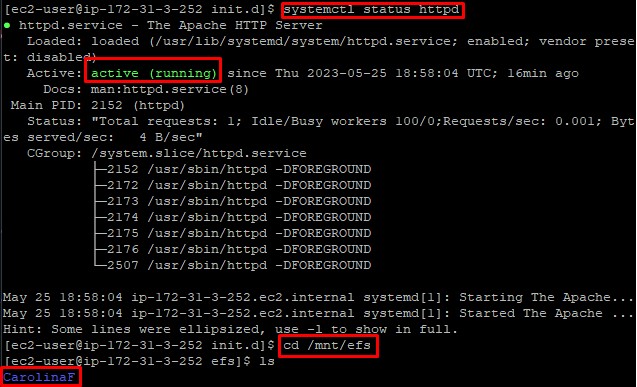 [ec2-user@ip-172-31-3-252 init.d]$ systemctl status httpd
● httpd.service - The Apache HTTP Server
Loaded: loaded (/usr/lib/systemd/system/httpd.service; enabled; vendor prese
t: disabled)
Active: active (running) since Thu 2023-05-25 18:58:04 UTC; 16min ago
Docs: man:httpd.service(8)
Main PID: 2152 (httpd)
Status: "Total requests: 1; Idle/Busy workers 100/0;Requests/sec: 0.001; Byt
es served/sec:   4 B/sec"
CGroup: /system.slice/httpd.service
├─2152 /usr/sbin/httpd -DFOREGROUND
├─2172 /usr/sbin/httpd -DFOREGROUND
├─2173 /usr/sbin/httpd -DFOREGROUND
├─2174 /usr/sbin/httpd -DFOREGROUND
├─2175 /usr/sbin/httpd -DFOREGROUND
├─2176 /usr/sbin/httpd -DFOREGROUND
└─2507 /usr/sbin/httpd -DFOREGROUND
May 25 18:58:04 ip-172-31-3-252.ec2.internal systemd[1]: Starting The Apache...
May 25 18:58:04 ip-172-31-3-252.ec2.internal systemd[1]: Started The Apache ...
Hint: Some lines were ellipsized, use -l to show in full.
[ec2-user@ip-172-31-3-252 init.d]$ cd /mnt/efs
[ec2-user@ip-172-31-3-252 efs]$ ls
CarolinaF